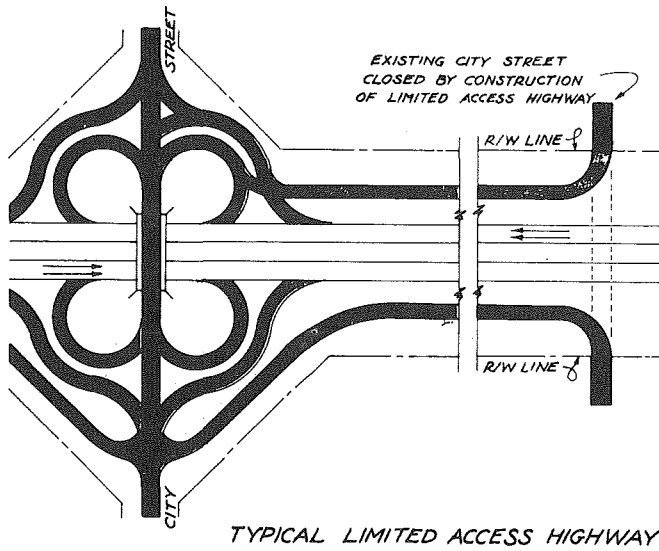 STREET
EXISTING CITY STREET
CLOSED BY CONSTRUCTION
OF LIMITED ACCESS HIGHWAY
R/W LINE
R/W LINE
CITY
TYPICAL LIMITED ACCESS HIGHWAY